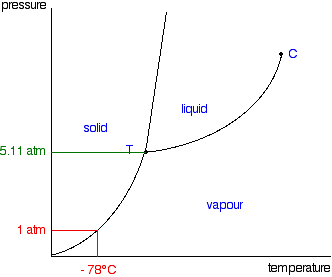 pressure
C
liquid
solid
T
5.11 atm
vapour
1 atm
- 78°C
temperature